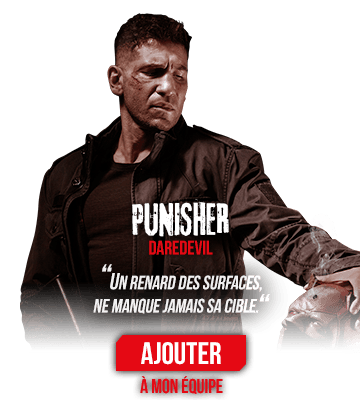 PUNISHER
DAREDEVIL
“UN RENARD DES SURFACES,
NE MANQUE JAMAIS SA CIBLE.“
AJOUTER
À MON ÉQUIPE